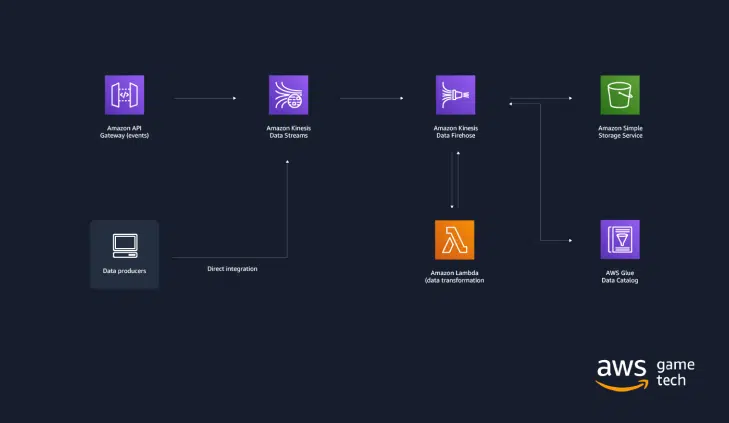 Amazon API
Gateway (events)
Amazon Kinesis
Data Streams
Amazon Kinesis
Data Firehose
Amazon Simple
Storage Service
Data producers
Direct integration
Amazon Lambda
(data transformation
AWS Glue
Data Catalog
aws game
tech